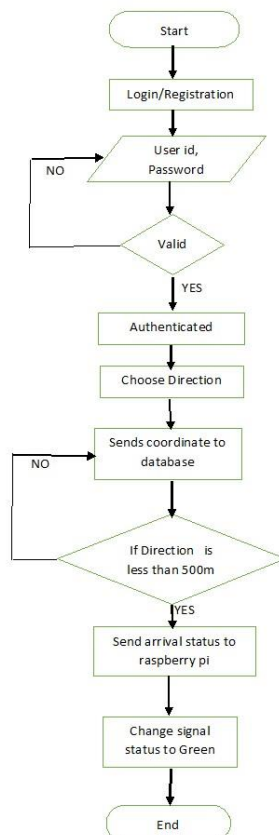 Start
Login/Registration
User id,
Password
NO
Valid
YES
Authenticated
Choose Direction
Sends coordinate to
database
NO
If Direction is
less than 500m
YES
Send arrival status to
raspberry pi
Change signal
status to Green
End